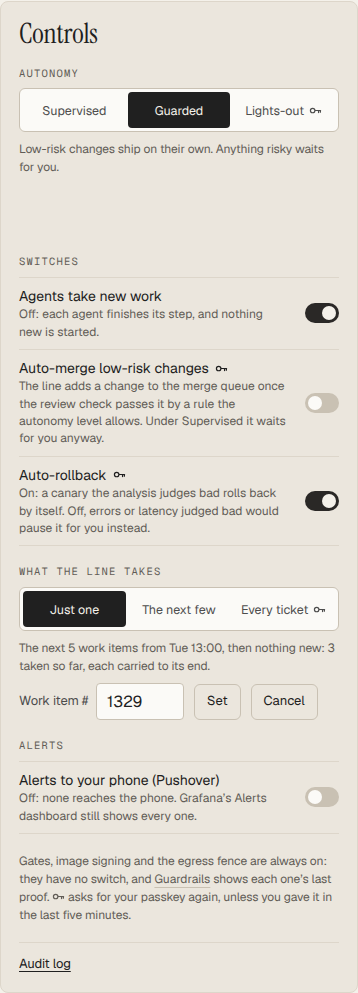 Controls
AUTONOMY
Supervised Guarded Lights-out
Low-risk changes ship on their own. Anything risky waits
for you.
SWITCHES
Agents take new work
Off: each agent finishes its step, and nothing
new is started.
Auto-merge low-risk changes
The line adds a change to the merge queue once
the review check passes it by a rule the
autonomy level allows. Under Supervised it waits
for you anyway.
Auto-rollback
On: a canary the analysis judges bad rolls back
by itself. Off, errors or latency judged bad would
pause it for you instead.
WHAT THE LINE TAKES
Just one The next few Every ticket
The next 5 work items from Tue 13:00, then nothing new: 3
taken so far, each carried to its end.
Work item # 1329 Set Cancel
ALERTS
Alerts to your phone (Pushover)
Off: none reaches the phone. Grafana's Alerts
dashboard still shows every one.
Gates, image signing and the egress fence are always on:
they have no switch, and Guardrails shows each one's last
proof. asks for your passkey again, unless you gave it in
the last five minutes.
Audit log